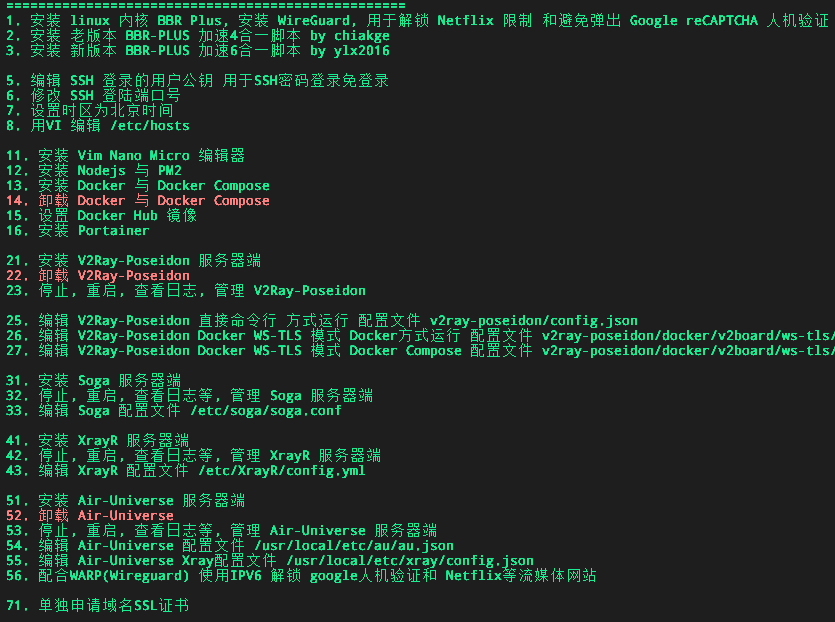 ==================================================
1. 安装 linux 内核 BBR Plus, 安装 WireGuard, 用于解锁 Netflix 限制 和避免弹出 Google reCAPTCHA 人机验证
2. 安装 老版本 BBR-PLUS 加速4合一脚本 by chiakge
3. 安装 新版本 BBR-PLUS 加速6合一脚本 by ylx2016
5. 编辑 SSH 登录的用户公钥 用于SSH密码登录免登录
6. 修改 SSH 登陆端口号
7. 设置时区为北京时间
8. 用VI 编辑 /etc/hosts
11. 安装 Vim Nano Micro 编辑器
12. 安装 Nodejs 与 PM2
13. 安装 Docker 与 Docker Compose
14. 卸载 Docker 与 Docker Compose
15. 设置 Docker Hub 镜像
16. 安装 Portainer
21. 安装 V2Ray-Poseidon 服务器端
22. 卸载 V2Ray-Poseidon
23. 停止, 重启, 查看日志, 管理 V2Ray-Poseidon
25. 编辑 V2Ray-Poseidon 直接命令行 方式运行 配置文件 v2ray-poseidon/config.json
26. 编辑 V2Ray-Poseidon Docker WS-TLS 模式 Docker方式运行 配置文件 v2ray-poseidon/docker/v2board/ws-tls/
27. 编辑 V2Ray-Poseidon Docker WS-TLS 模式 Docker Compose 配置文件 v2ray-poseidon/docker/v2board/ws-tls/
31. 安装 Soga 服务器端
32. 停止, 重启, 查看日志等, 管理 Soga 服务器端
33. 编辑 Soga 配置文件 /etc/soga/soga.conf
41. 安装 XrayR 服务器端
42. 停止, 重启, 查看日志等, 管理 XrayR 服务器端
43. 编辑 XrayR 配置文件 /etc/XrayR/config.yml
51. 安装 Air-Universe 服务器端
52. 卸载 Air-Universe
53. 停止, 重启, 查看日志等, 管理 Air-Universe 服务器端
54. 编辑 Air-Universe 配置文件 /usr/local/etc/au/au.json
55. 编辑 Air-Universe Xray配置文件 /usr/local/etc/xray/config.json
56. 配合WARP(Wireguard) 使用IPV6 解锁 google人机验证和 Netflix等流媒体网站
71. 单独申请域名SSL证书